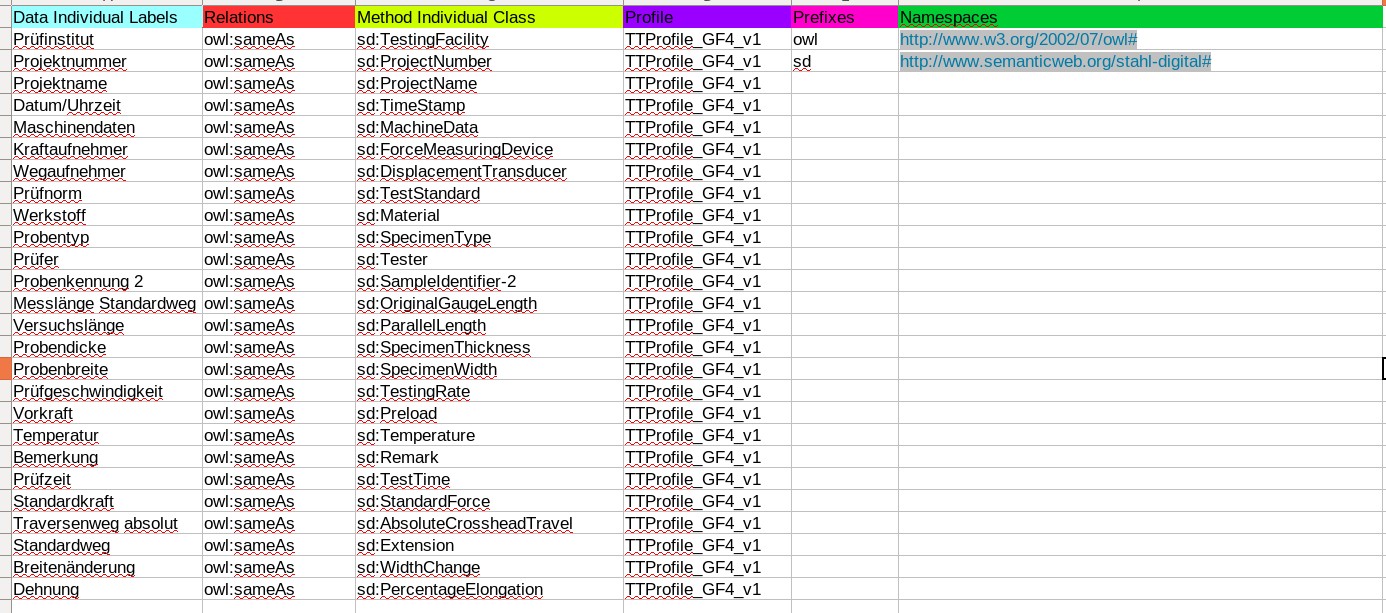 Data Individual Labels Relations Method Individual Class Profile Prefixes Namespaces
Prüfinstitut owl:sameAs sd:TestingFacility TTProfile_GF4_v1 owl http://www.w3.org/2002/07/owl#
Projektnummer owl:sameAs sd:ProjectNumber TTProfile_GF4_v1 sd http://www.semanticweb.org/stahl-digital#
Projektname owl:sameAs sd:ProjectName TTProfile_GF4_v1
Datum/Uhrzeit owl:sameAs sd:TimeStamp TTProfile_GF4_v1
Maschinendaten owl:sameAs sd:MachineData TTProfile_GF4_v1
Kraftaufnehmer owl:sameAs sd:ForceMeasuringDevice TTProfile_GF4_v1
Wegaufnehmer owl:sameAs sd:DisplacementTransducer TTProfile_GF4_v1
Prüfnorm owl:sameAs sd:TestStandard TTProfile_GF4_v1
Werkstoff owl:sameAs sd:Material TTProfile_GF4_v1
Probentyp owl:sameAs sd:SpecimenType TTProfile_GF4_v1
Prüfer owl:sameAs sd:Tester TTProfile_GF4_v1
Probenkennung 2 owl:sameAs sd:SampleIdentifier-2 TTProfile_GF4_v1
Messlänge Standardweg owl:sameAs sd:OriginalGaugeLength TTProfile_GF4_v1
Versuchslänge owl:sameAs sd:ParallelLength TTProfile_GF4_v1
Probendicke owl:sameAs sd:SpecimenThickness TTProfile_GF4_v1
Probenbreite owl:sameAs sd:SpecimenWidth TTProfile_GF4_v1
Prüfgeschwindigkeit owl:sameAs sd:TestingRate TTProfile_GF4_v1
Vorkraft owl:sameAs sd:Preload TTProfile_GF4_v1
Temperatur owl:sameAs sd:Temperature TTProfile_GF4_v1
Bemerkung owl:sameAs sd:Remark TTProfile_GF4_v1
Prüfzeit owl:sameAs sd:TestTime TTProfile_GF4_v1
Standardkraft owl:sameAs sd:StandardForce TTProfile_GF4_v1
Traversenweg absolut owl:sameAs sd:AbsoluteCrossheadTravel TTProfile_GF4_v1
Standardweg owl:sameAs sd:Extension TTProfile_GF4_v1
Breitenänderung owl:sameAs sd:WidthChange TTProfile_GF4_v1
Dehnung owl:sameAs sd:PercentageElongation TTProfile_GF4_v1